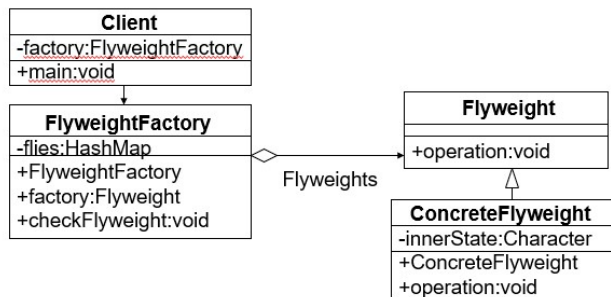 Client
-factory:FlyweightFactory
+main:void
FlyweightFactory
-flies:HashMap
+FlyweightFactory
+factory:Flyweight
+checkFlyweight:void
Flyweights
Flyweight
+operation:void
ConcreteFlyweight
-innerState:Character
+ConcreteFlyweight
+operation:void